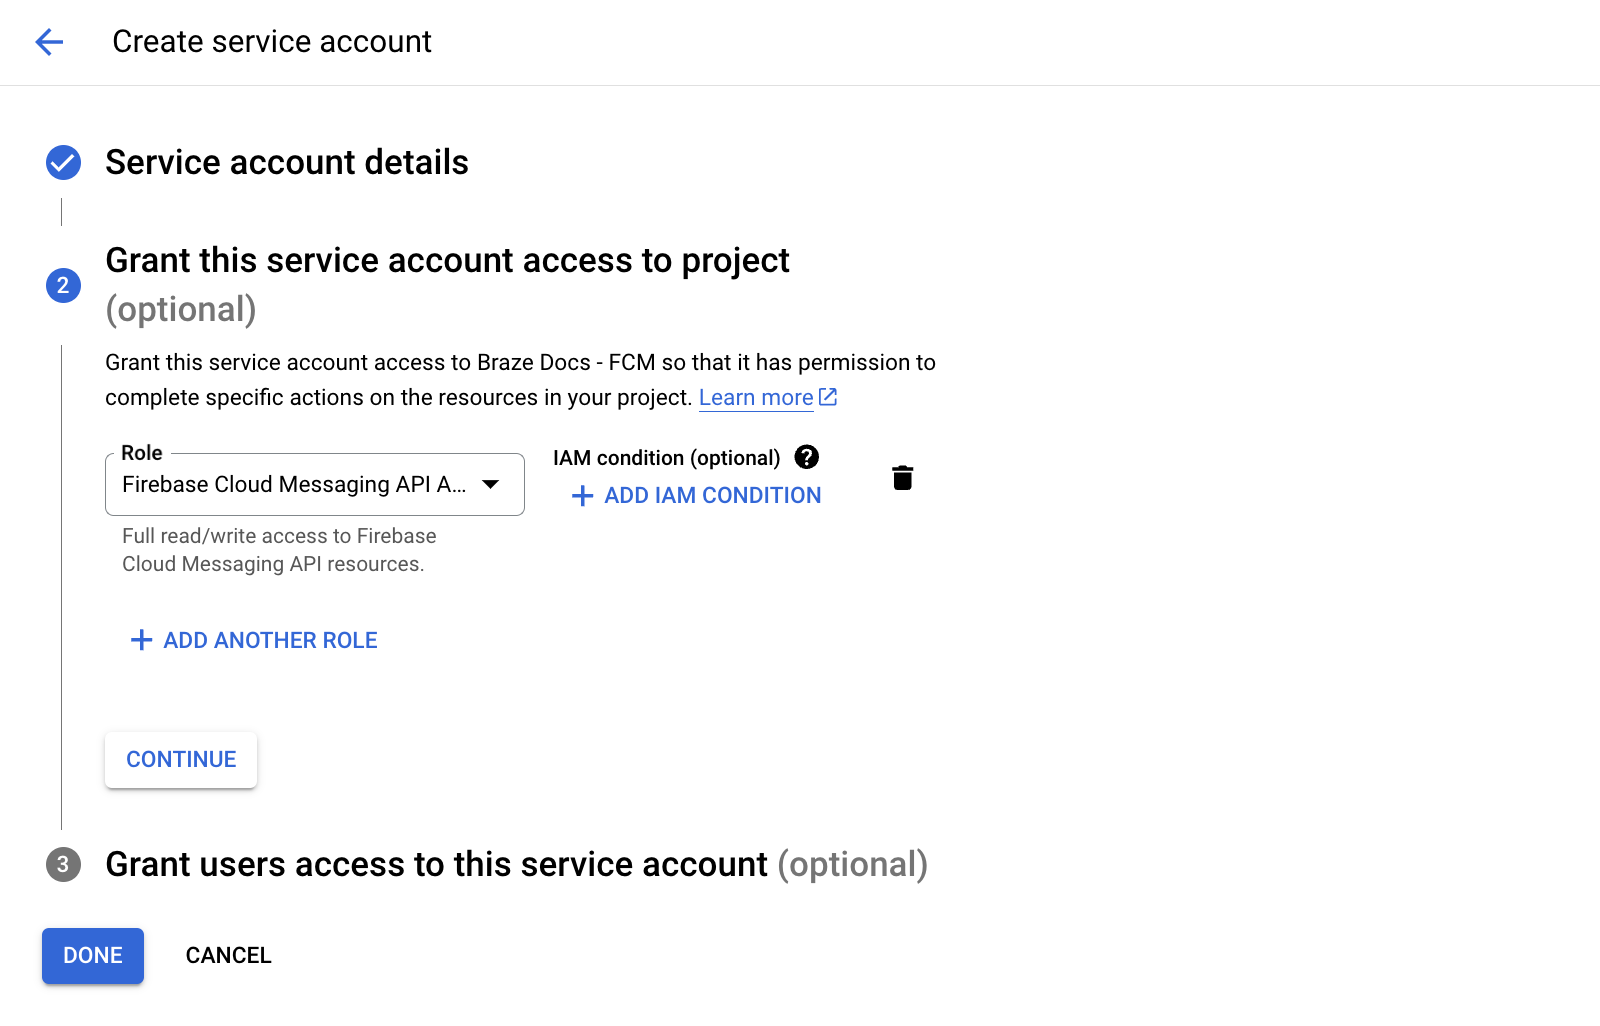 Create service account
Service account details
2
Grant this service account access to project
(optional)
Grant this service account access to Braze Docs - FCM so that it has permission to
complete specific actions on the resources in your project. Learn more
Role
Firebase Cloud Messaging API A...
Full read/write access to Firebase
Cloud Messaging API resources.
IAM condition (optional) ?
+ ADD IAM CONDITION
+ ADD ANOTHER ROLE
CONTINUE
3 Grant users access to this service account (optional)
DONE CANCEL